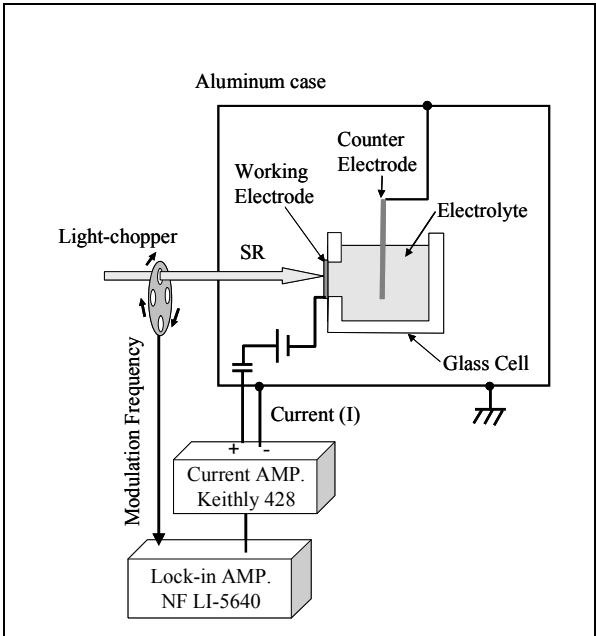 Aluminum case
Counter
Electrode
Working
Electrode
Electrolyte
Light-chopper
SR
Glass Cell
Modulation Frequency
Current (I)
+ -
Current AMP.
Keithly 428
Lock-in AMP.
NF LI-5640